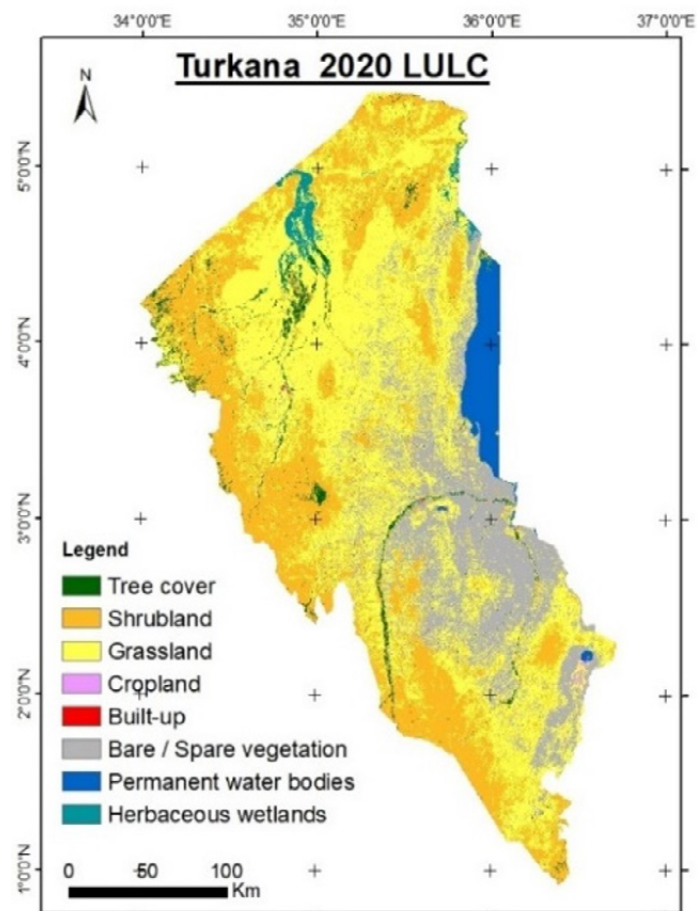 34°0'0"E 35°0'0"E 36°0'0"E 37°0'0"E
Turkana 2020 LULC
N
5°0'0"N
4°0'0"N
3°0'0"N
2°0'0"N
1°0'0"N
Legend
Tree cover
Shrubland
Grassland
Cropland
Built-up
Bare / Spare vegetation
Permanent water bodies
Herbaceous wetlands
0 50 100
Km